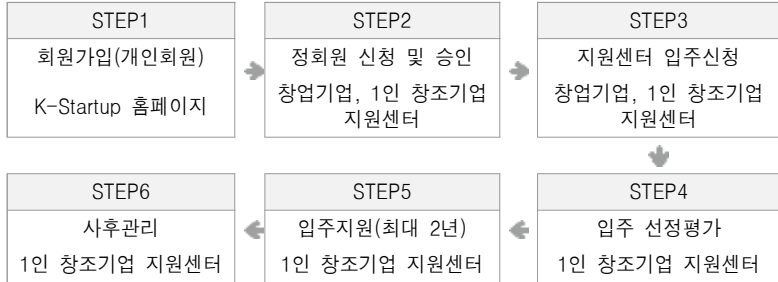 STEP1
회원가입(개인회원)
K-Startup 홈페이지
STEP2
정회원 신청 및 승인
창업기업, 1인 창조기업
지원센터
STEP3
지원센터 입주신청
창업기업, 1인 창조기업
지원센터
STEP4
입주 선정평가
1인 창조기업 지원센터
STEP5
입주지원(최대 2년)
1인 창조기업 지원센터
STEP6
사후관리
1인 창조기업 지원센터